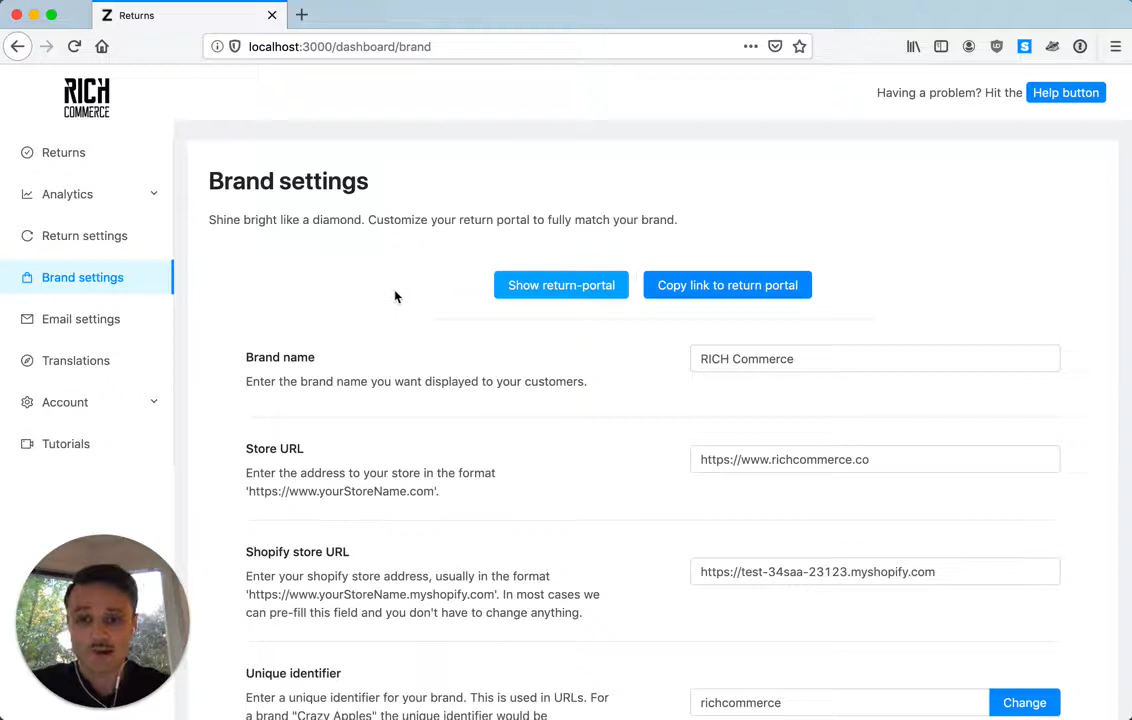 Returns
localhost:3000/dashboard/brand
RICH
COMMERCE
Having a problem? Hit the Help button
Returns
Analytics
Return settings
Brand settings
Email settings
Translations
Account
Tutorials
Brand settings
Shine bright like a diamond. Customize your return portal to fully match your brand.
Show return-portal
Copy link to return portal
Brand name
RICH Commerce
Enter the brand name you want displayed to your customers.
Store URL
https://www.richcommerce.co
Enter the address to your store in the format
'https://www.yourStoreName.com'.
Shopify store URL
https://test-34saa-23123.myshopify.com
Enter your shopify store address, usually in the format
'https://www.yourStoreName.myshopify.com'. In most cases we
can pre-fill this field and you don't have to change anything.
Unique identifier
Enter a unique identifier for your brand. This is used in URLs. For
richcommerce
Change
a brand "Crazy Apples" the unique identifier would be